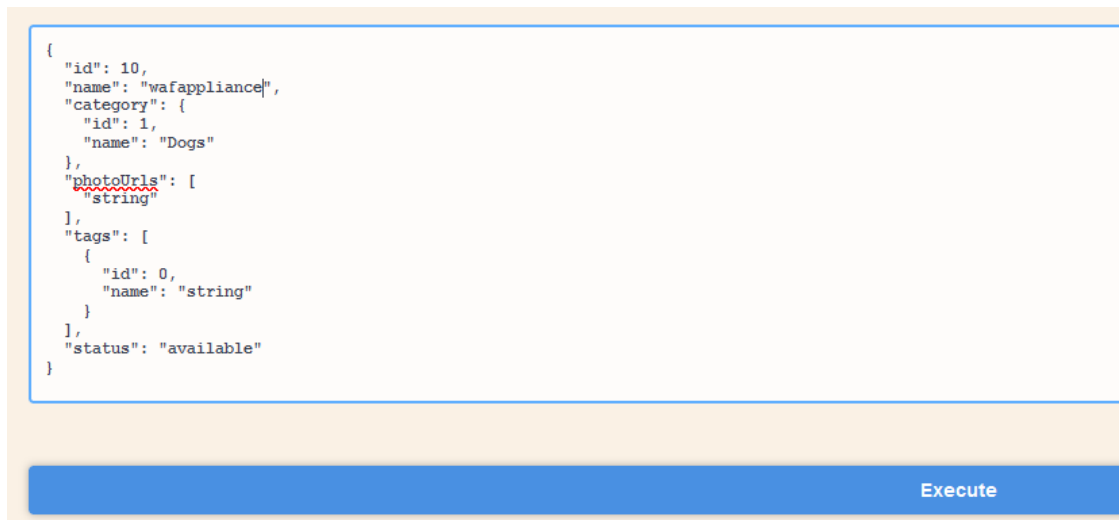 {
"id": 10,
"name": "wafappliance",
"category": {
"id": 1,
"name": "Dogs"
},
"photoUrls": [
"string"
],
"tags": [
{
"id": 0,
"name": "string"
}
],
"status": "available"
}
Execute